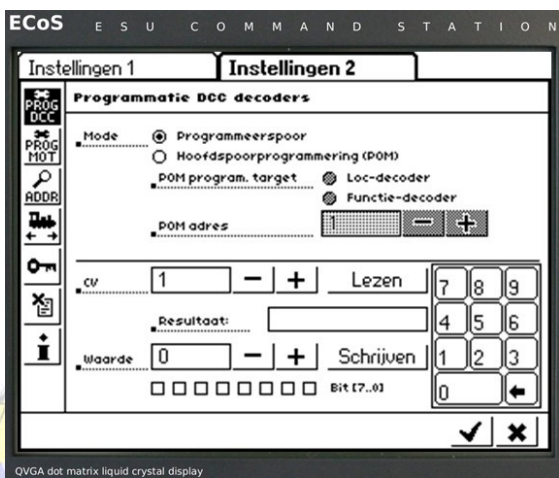 ECoS ESU COMMAND STATION
Instellingen 1 Instellingen 2
PROG DCC
Programmatie DCC decoders
PROG MOT
Mode Programmeerspoor
Hoofdspoorprogrammering (POM)
ADDR
POM program. target Loc-decoder
Functie-decoder
POM adres 1 - +
CV 1 - + Lezen 7 8 9
Resultaat: 4 5 6
Waarde 0 - + Schrijven 1 2 3
Bit [7..0] 0
QVGA dot matrix liquid crystal display